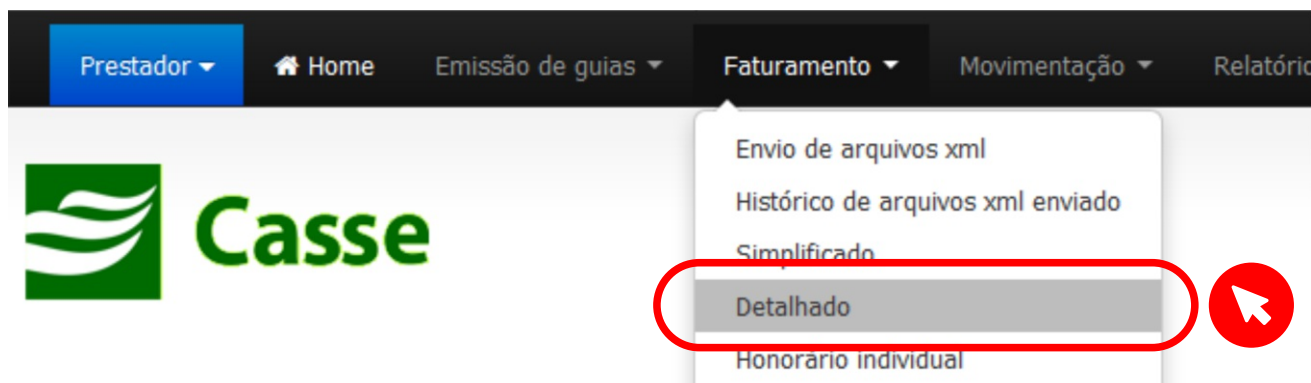 Prestador Home Emissão de guias Faturamento Movimentação
Envio de arquivos xml
Histórico de arquivos xml enviado
Casse
Simplificado
Detalhado
Honorário individual